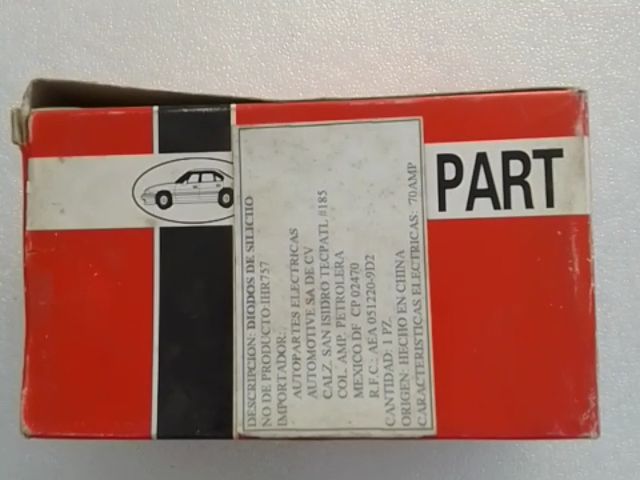 PART
DESCRIPCION: DIODOS DE SILICIIO
NO DE PRODUCTO:IHR757
IMPORTADOR:
AUTOPARTES ELECTRICAS
AUTOMOTIVE SA DE CV
CALZ. SAN ISIDRO TECPATL #185
COL. AMP. PETROLERA
MEXICO DF CP 02470
R.F.C.: AEA 051220-9D2
CANTIDAD: 1 PZ.
ORIGEN: HECHO EN CHINA
CARACTERISTICAS ELECTRICAS: 70AMP